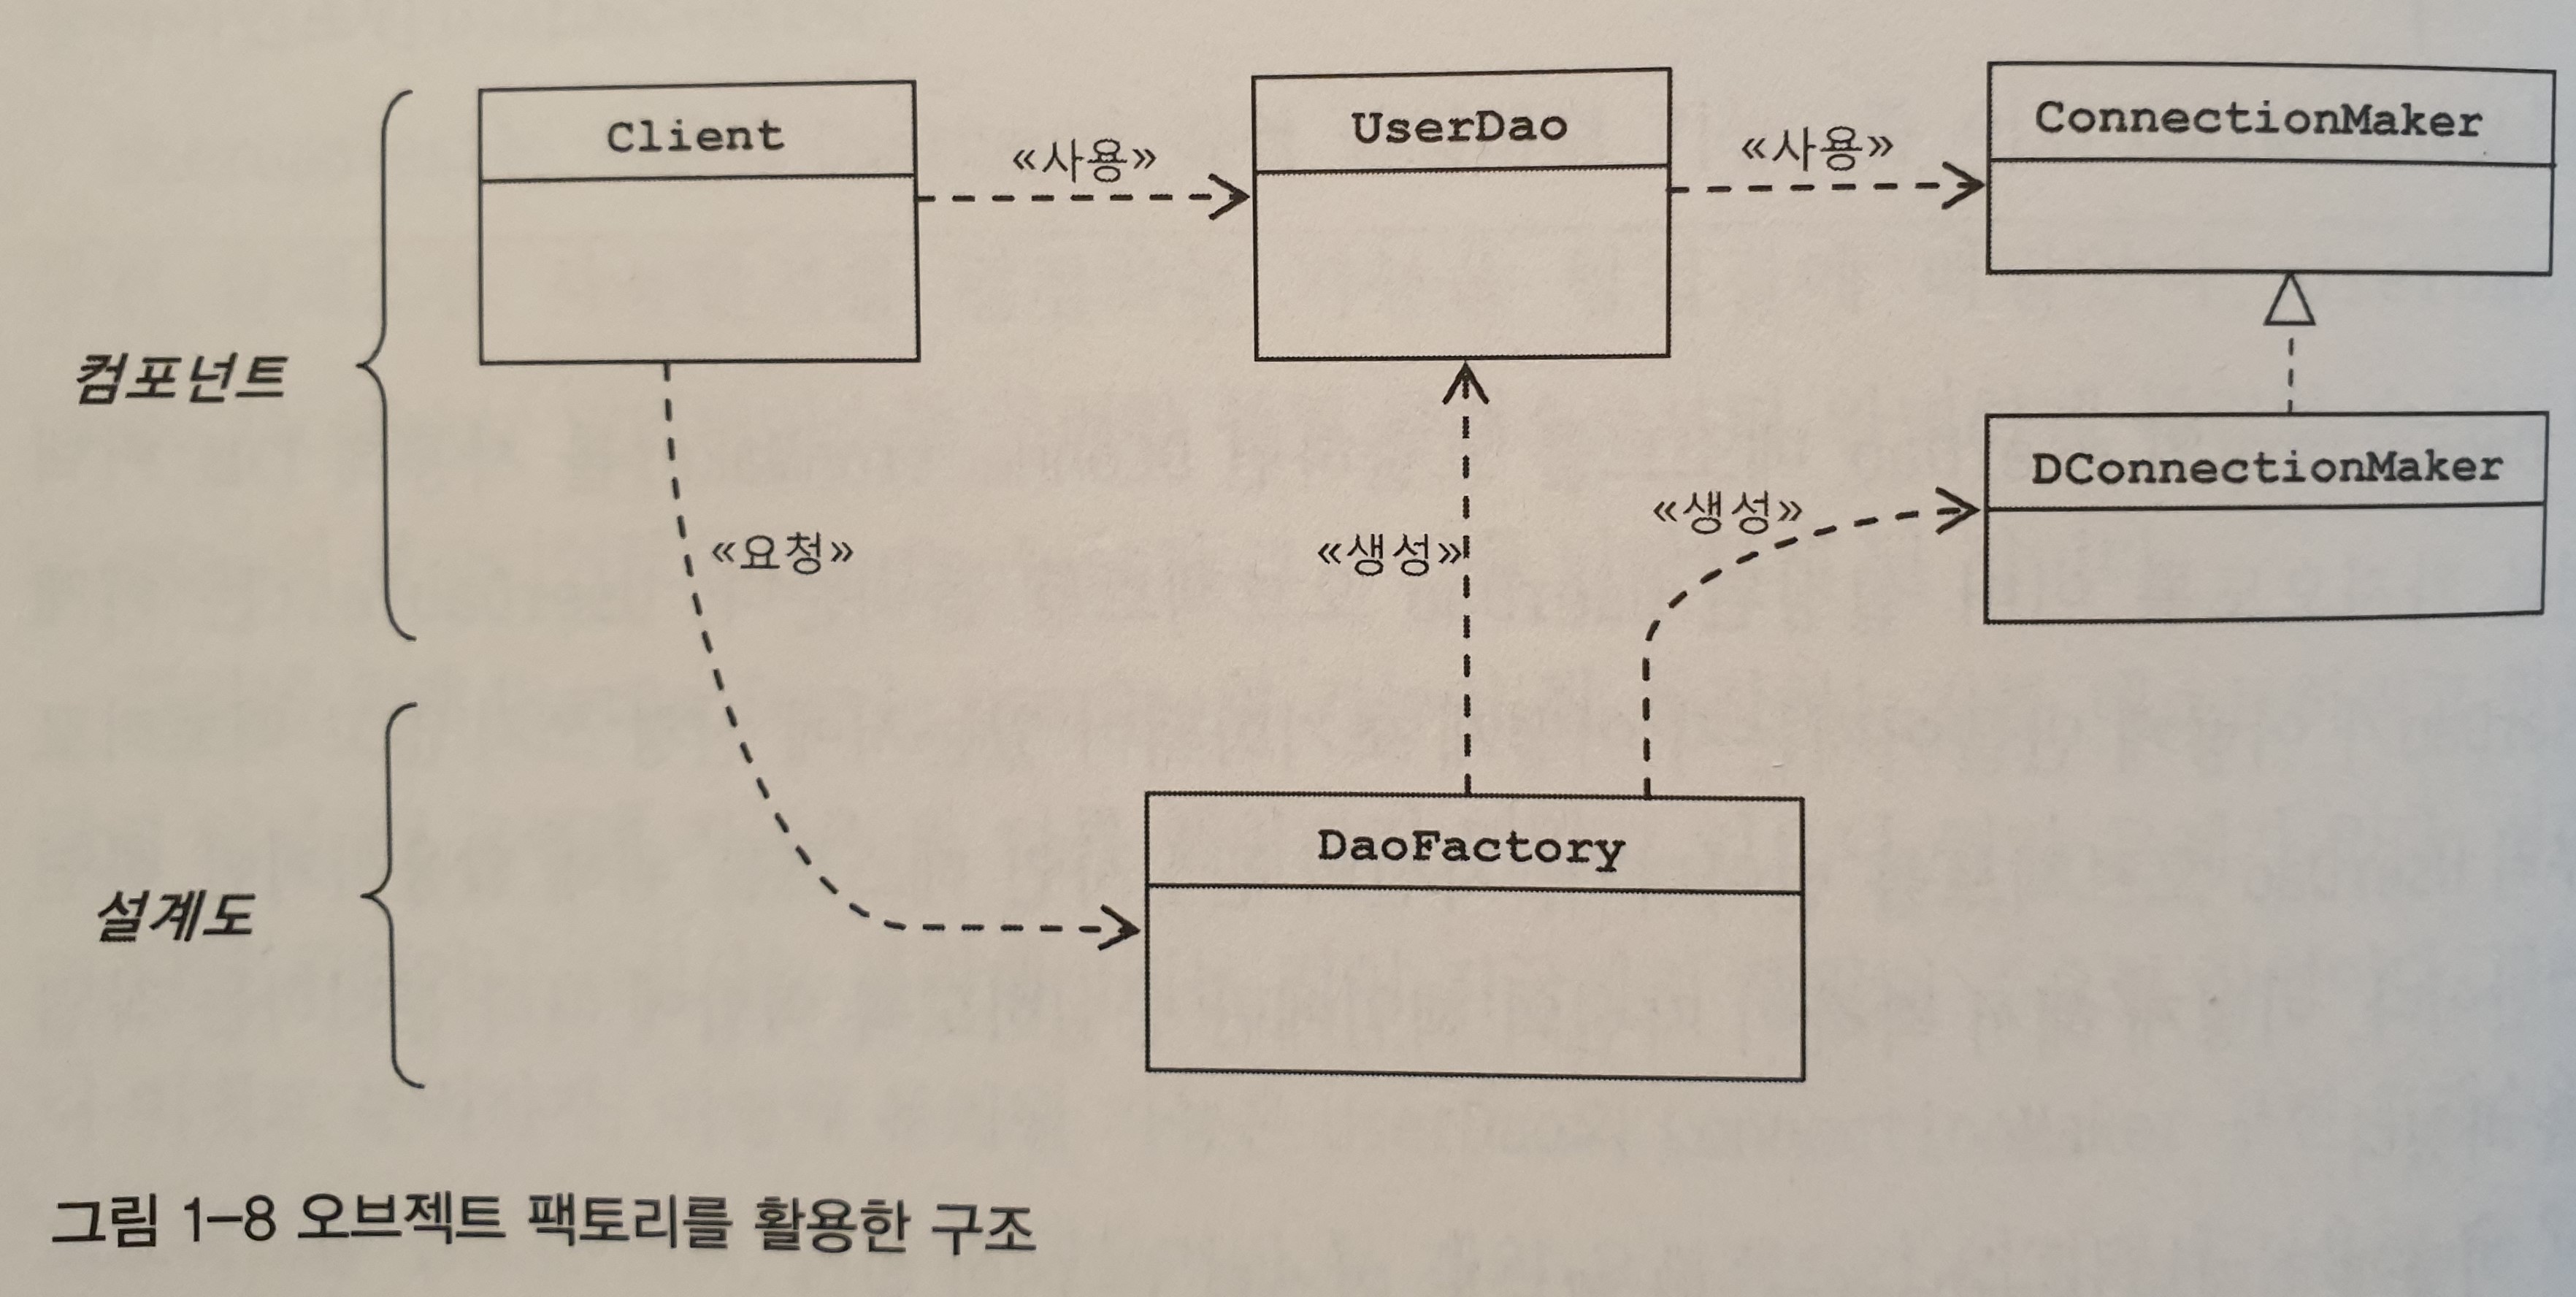 Client
UserDao
ConnectionMaker
«사용»
«사용»
컴포넌트
DConnectionMaker
«요청»
«생성»
«생성»
DaoFactory
설계도
그림 1–8 오브젝트 팩토리를 활용한 구조